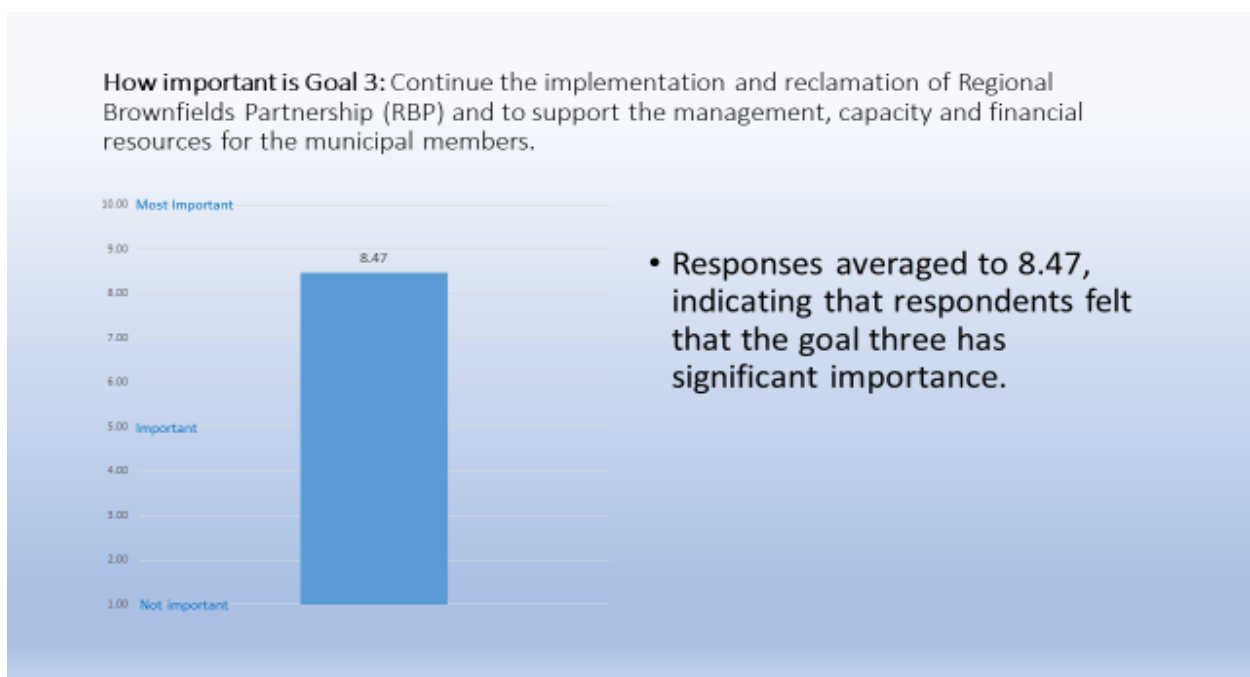 How important is Goal 3: Continue the implementation and reclamation of Regional
Brownfields Partnership (RBP) and to support the management, capacity and financial
resources for the municipal members.
10.00 Most Important
9.00
8.47
8.00
7.00
6.00
5.00 Important
4.00
3.00
2.00
1.00 Not important
• Responses averaged to 8.47,
indicating that respondents felt
that the goal three has
significant importance.